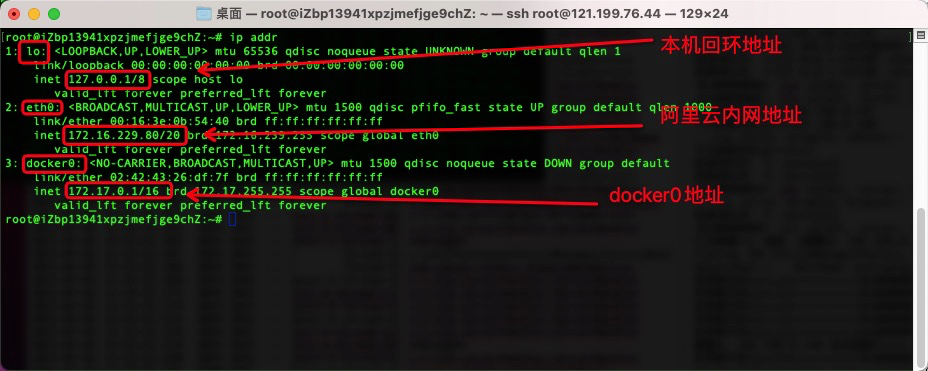 桌面 — root@iZbp13941xpzjmefjge9chZ: ~ — ssh root@121.199.76.44 — 129×24
[root@iZbp13941xpzjmefjge9chZ:~# ip addr ]
1: lo: <LOOPBACK,UP,LOWER_UP> mtu 65536 qdisc noqueue state UNKNOWN group default qlen 1
本机回环地址
link/loopback 00:00:00:00:00:00 brd 00:00:00:00:00:00
inet 127.0.0.1/8 scope host lo
valid_lft forever preferred_lft forever
2: eth0: <BROADCAST,MULTICAST,UP,LOWER_UP> mtu 1500 qdisc pfifo_fast state UP group default qlen 1000
阿里云内网地址
link/ether 00:16:3e:0b:54:40 brd ff:ff:ff:ff:ff:ff
inet 172.16.229.80/20 brd 172.16.239.255 scope global eth0
valid_lft forever preferred_lft forever
3: docker0: <NO-CARRIER,BROADCAST,MULTICAST,UP> mtu 1500 qdisc noqueue state DOWN group default
link/ether 02:42:43:26:df:7f brd ff:ff:ff:ff:ff:ff
inet 172.17.0.1/16 brd 172.17.255.255 scope global docker0
docker0地址
valid_lft forever preferred_lft forever
root@iZbp13941xpzjmefjge9chZ:~#